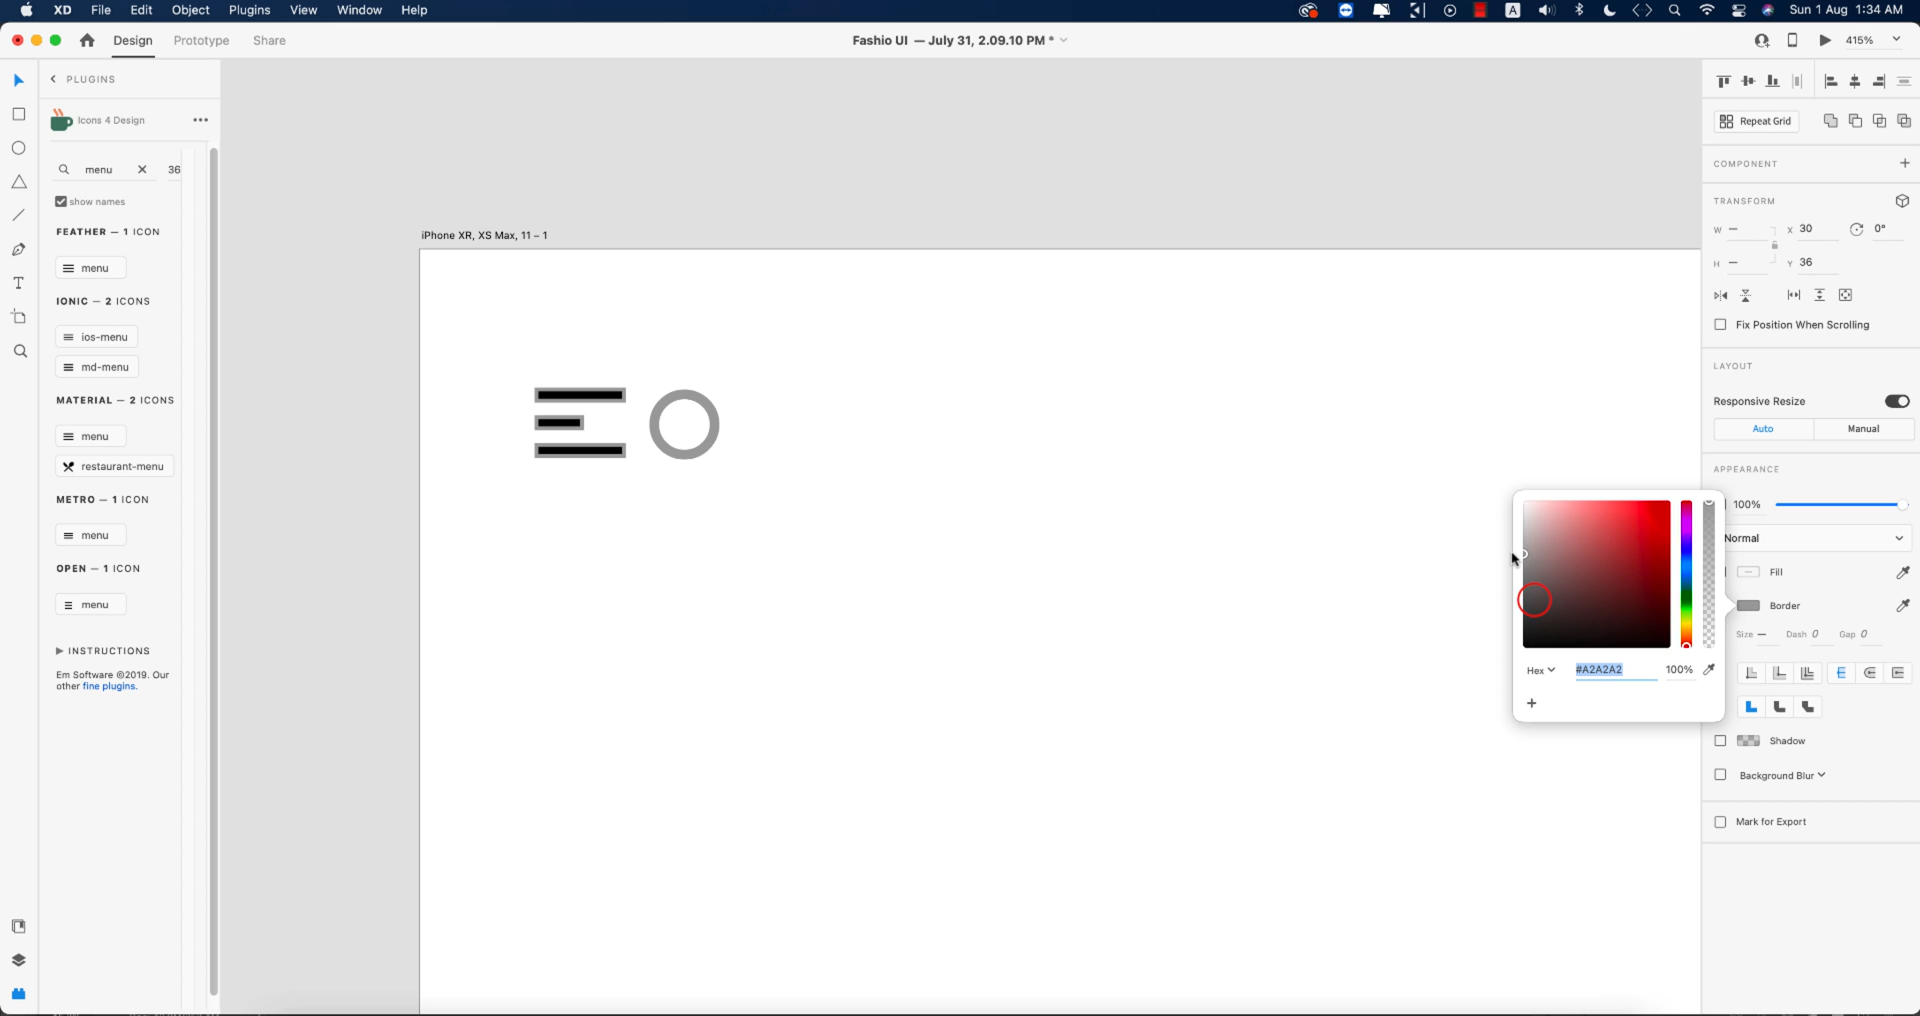 XD File Edit Object Plugins View Window Help
A Sun 1 Aug 1:34 AM
Design Prototype Share
Fashio UI — July 31, 2.09.10 PM *
415%
PLUGINS
Icons 4 Design
menu 36
show names
FEATHER — 1 ICON
menu
IONIC — 2 ICONS
ios-menu
md-menu
MATERIAL — 2 ICONS
menu
restaurant-menu
METRO — 1 ICON
menu
OPEN — 1 ICON
menu
INSTRUCTIONS
Em Software ©2019. Our
other fine plugins.
iPhone XR, XS Max, 11 – 1
Repeat Grid
COMPONENT
TRANSFORM
W — X 30 0°
H — Y 36
Fix Position When Scrolling
LAYOUT
Responsive Resize
Auto Manual
APPEARANCE
100%
Normal
Fill
Border
Size — Dash 0 Gap 0
Hex #A2A2A2 100%
Shadow
Background Blur
Mark for Export